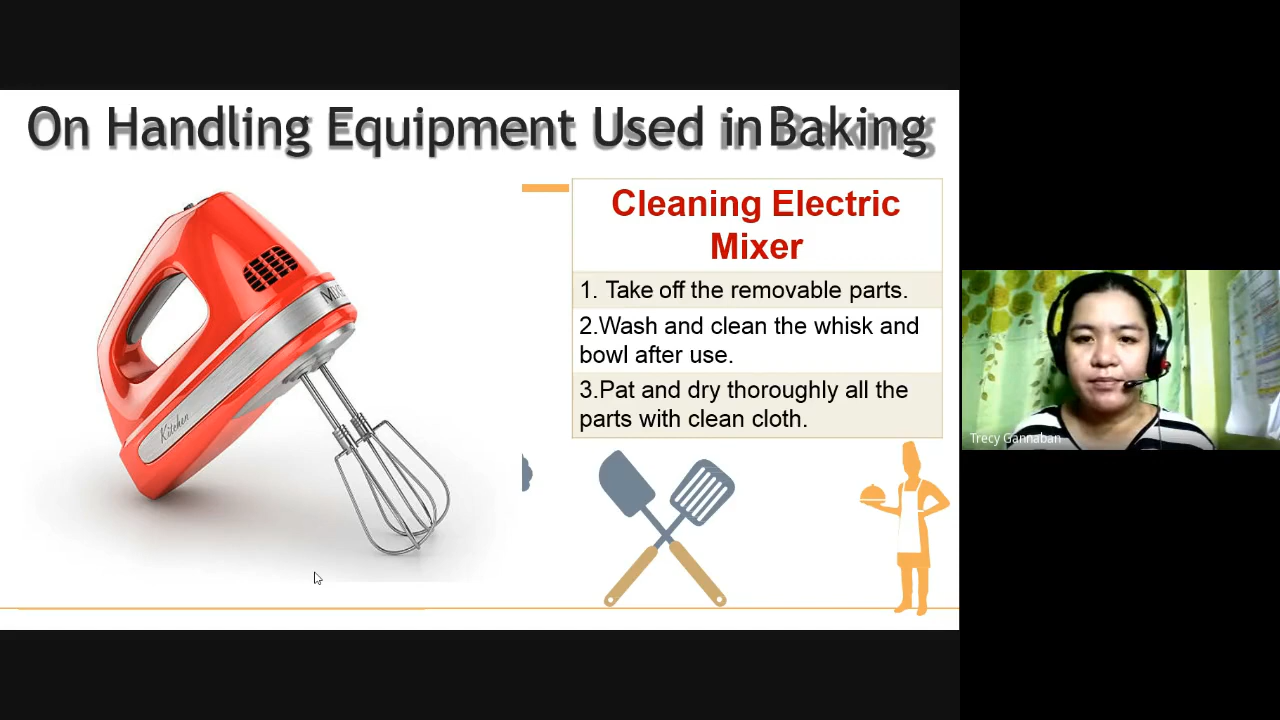 On Handling Equipment Used in Baking
Cleaning Electric
Mixer
1. Take off the removable parts.
2.Wash and clean the whisk and
bowl after use.
3.Pat and dry thoroughly all the
parts with clean cloth.
Kitchen
Trecy Gannaban